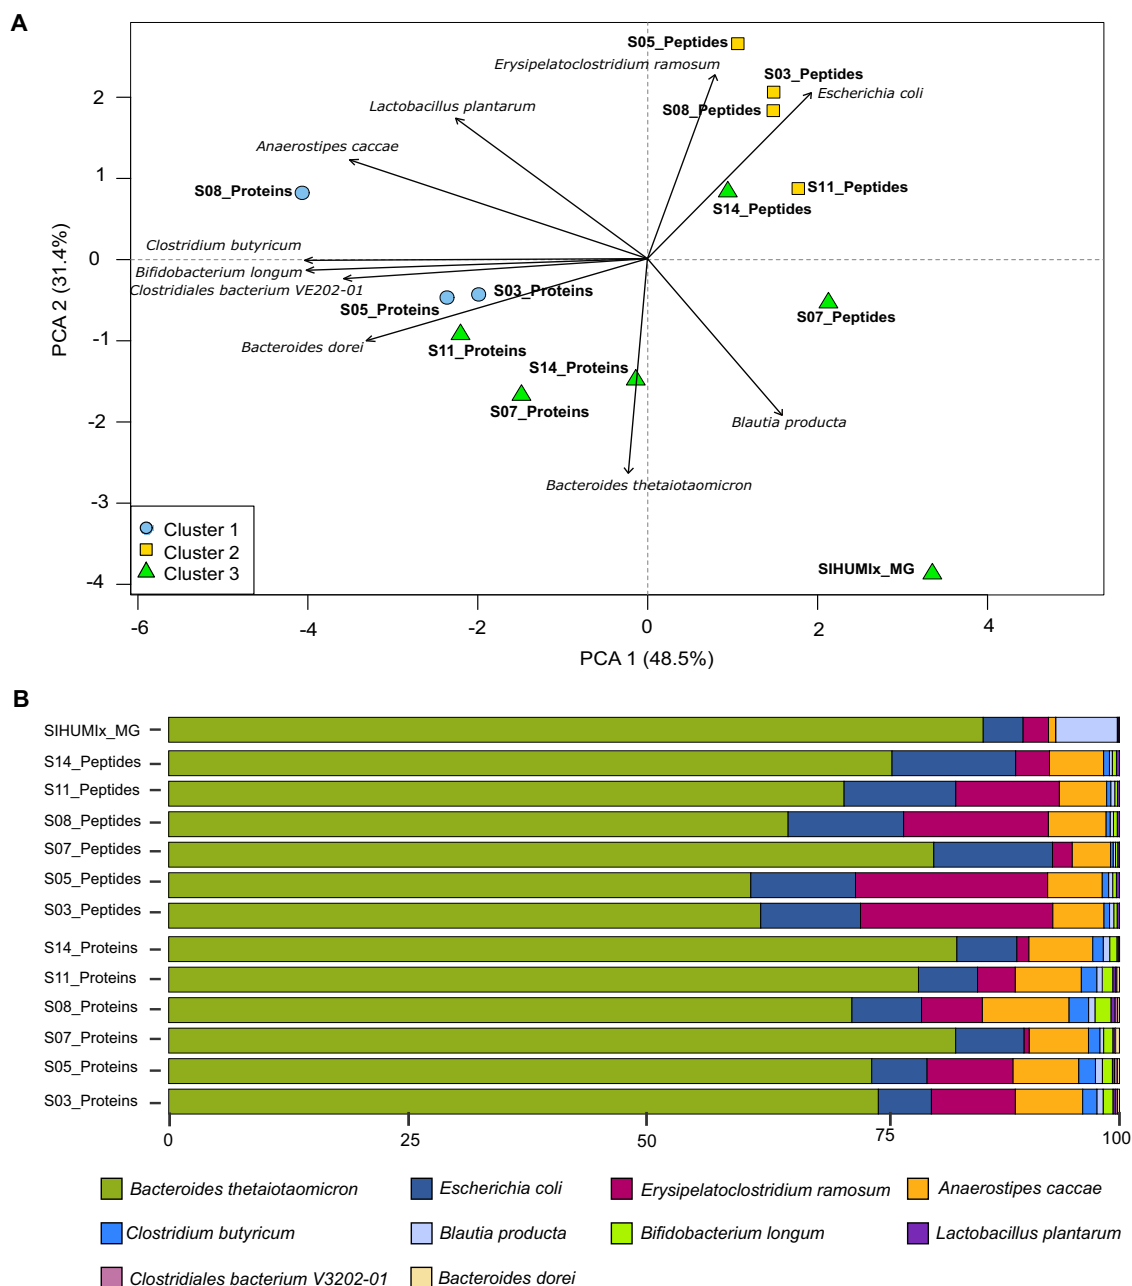 A
S05_Peptides
Erysipelatoclostridium ramosum
S03_Peptides
Escherichia coli
S08_Peptides
Lactobacillus plantarum
Anaerostipes caccae
S08_Proteins
S11_Peptides
S14_Peptides
Clostridium butyricum
Bifidobacterium longum
Clostridiales bacterium VE202-01
S03_Proteins
S05_Proteins
S07_Peptides
Bacteroides dorei
S11_Proteins
S14_Proteins
S07_Proteins
Blautia producta
Bacteroides thetaiotaomicron
SIHUMIx_MG
Cluster 1
Cluster 2
Cluster 3
PCA 2 (31.4%)
2
1
0
-1
-2
-3
-4
-6 -4 -2 0 2 4
PCA 1 (48.5%)
B
SIHUMIx_MG
S14_Peptides
S11_Peptides
S08_Peptides
S07_Peptides
S05_Peptides
S03_Peptides
S14_Proteins
S11_Proteins
S08_Proteins
S07_Proteins
S05_Proteins
S03_Proteins
0 25 50 75 100
Bacteroides thetaiotaomicron Escherichia coli Erysipelatoclostridium ramosum Anaerostipes caccae
Clostridium butyricum Blautia producta Bifidobacterium longum Lactobacillus plantarum
Clostridiales bacterium V3202-01 Bacteroides dorei